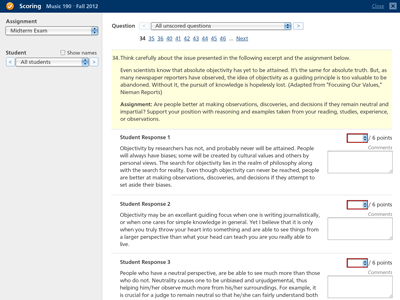 Scoring Music 190 - Fall 2012 Close
Assignment
Midterm Exam
Student Show names
< All students >
Question < All unscored questions >
34 35 36 40 41 42 43 44 45 46 ... Next
34. Think carefully about the issue presented in the following excerpt and the assignment below.
Even scientists know that absolute objectivity has yet to be attained. It's the same for absolute truth. But, as
many newspaper reporters have observed, the idea of objectivity as a guiding principle is too valuable to be
abandoned. Without it, the pursuit of knowledge is hopelessly lost. (Adapted from "Focusing Our Values,"
Nieman Reports)
Assignment: Are people better at making observations, discoveries, and decisions if they remain neutral and
impartial? Support your position with reasoning and examples taken from your reading, studies, experience,
or observations.
Student Response 1 / 6 points
Comments
Objectivity by researchers has not, and probably never will be attained. People
will always have biases; some will be created by cultural values and others by
personal views. The search for objectivity lies in the realm of philosophy along
with the search for reality. Even though objectivity can never be reached, people
are better at making observations, discoveries, and decisions if they attempt to
set aside their biases.
Student Response 2 / 6 points
Comments
Objectivity may be an excellant guiding focus when one is writing journalistically,
or when one cares for simple knowledge in general. Yet I believe that it is only
when you truly throw your heart into something and are able to see things from
a larger perspective than what your head can teach you are you really able to
live.
Student Response 3 / 6 points
Comments
People who have a neutral perspective, are be able to see much more than those
who do not. Neutrality causes one to be unbiased and unjudgemental, thus
helping him/her observe much more from his/her surroundings. For example, it
is crucial for a judge to remain neutral so that he/she can fairly understand both